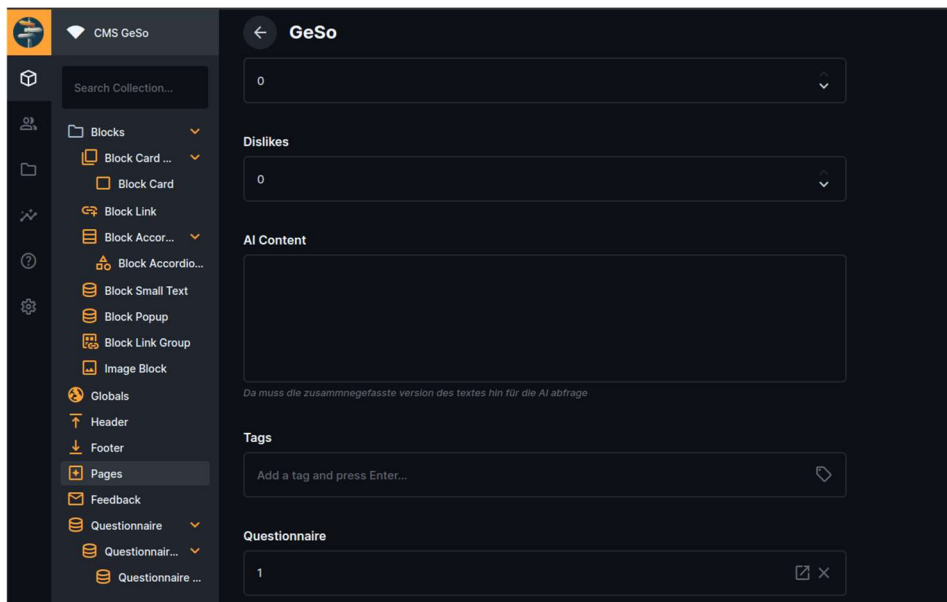 CMS GeSo
Search Collection...
Blocks
Block Card ...
Block Card
Block Link
Block Accor...
Block Accordio...
Block Small Text
Block Popup
Block Link Group
Image Block
Globals
Header
Footer
Pages
Feedback
Questionnaire
Questionnair...
Questionnaire ...
GeSo
0
Dislikes
0
AI Content
Da muss die zusammnegefasste version des textes hin für die AI abfrage
Tags
Add a tag and press Enter...
Questionnaire
1